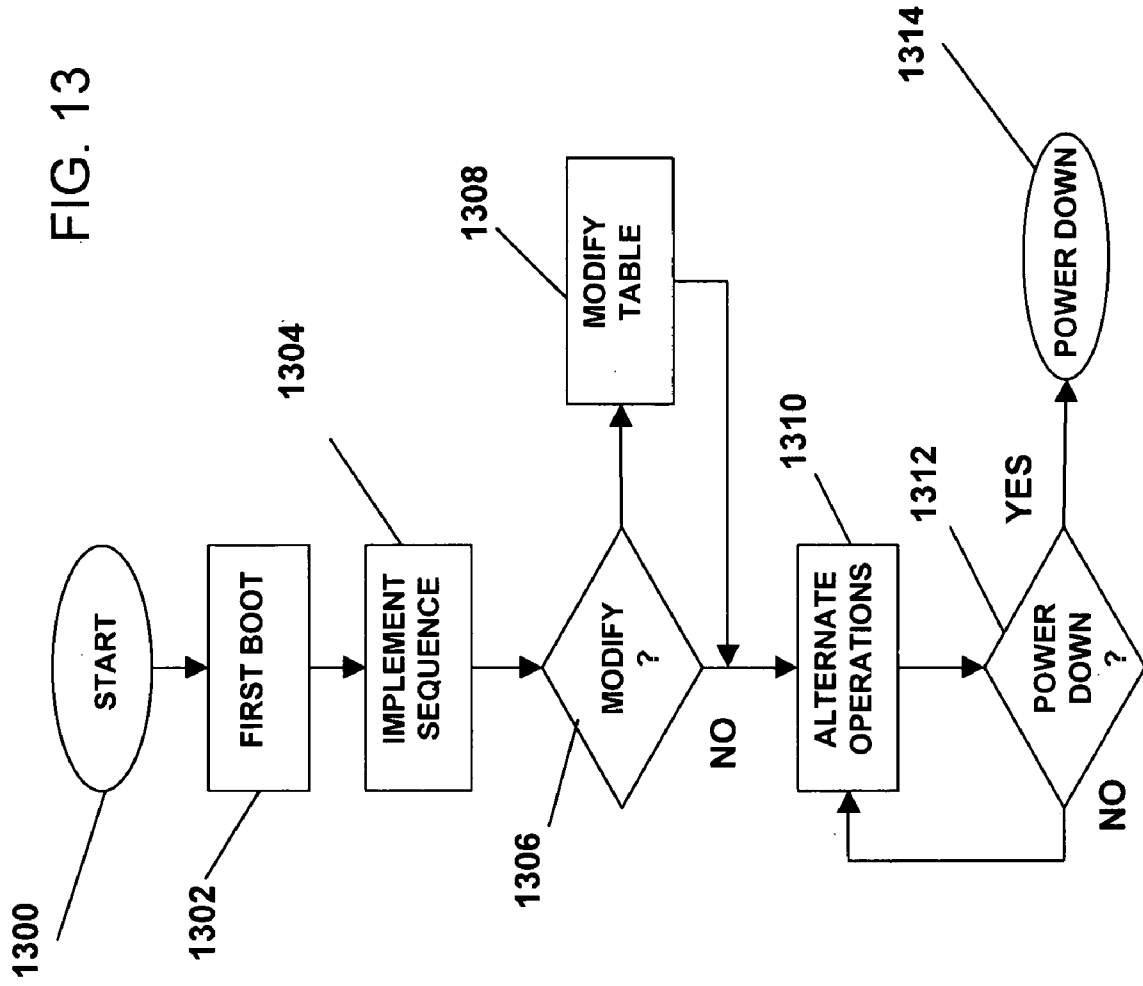 FIG. 13
1300
START
1302
FIRST BOOT
1304
IMPLEMENT
SEQUENCE
1306
MODIFY
?
1308
MODIFY
TABLE
NO
1310
ALTERNATE
OPERATIONS
1312
POWER
DOWN
?
NO
YES
1314
POWER DOWN